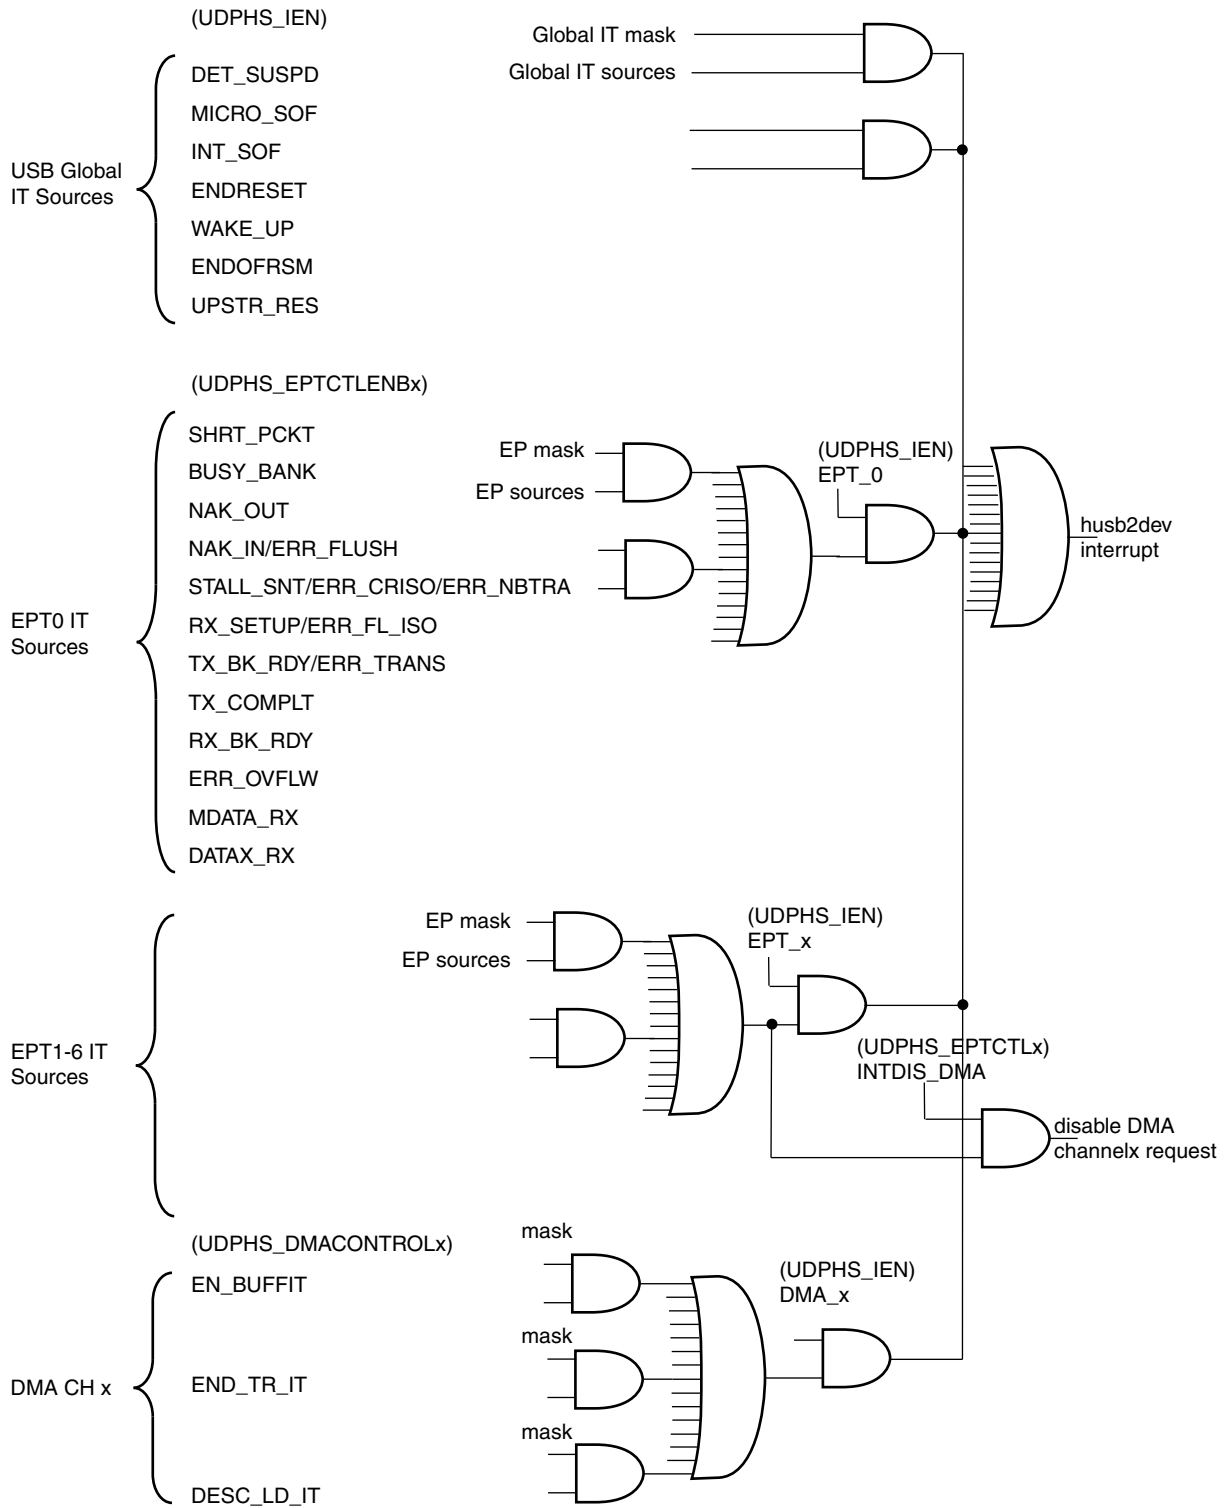 (UDPHS_IEN)
Global IT mask
Global IT sources
DET_SUSPD
MICRO_SOF
INT_SOF
ENDRESET
WAKE_UP
ENDOFRSM
UPSTR_RES
USB Global
IT Sources
(UDPHS_EPTCTLENBx)
SHRT_PCKT
BUSY_BANK
NAK_OUT
NAK_IN/ERR_FLUSH
STALL_SNT/ERR_CRISO/ERR_NBTRA
RX_SETUP/ERR_FL_ISO
TX_BK_RDY/ERR_TRANS
TX_COMPLT
RX_BK_RDY
ERR_OVFLW
MDATA_RX
DATAX_RX
EPT0 IT
Sources
EP mask
EP sources
(UDPHS_IEN)
EPT_0
husb2dev
interrupt
EP mask
EP sources
(UDPHS_IEN)
EPT_x
EPT1-6 IT
Sources
(UDPHS_EPTCTLx)
INTDIS_DMA
disable DMA
channelx request
(UDPHS_DMACONTROLx)
EN_BUFFIT
END_TR_IT
DESC_LD_IT
DMA CH x
mask
mask
mask
(UDPHS_IEN)
DMA_x